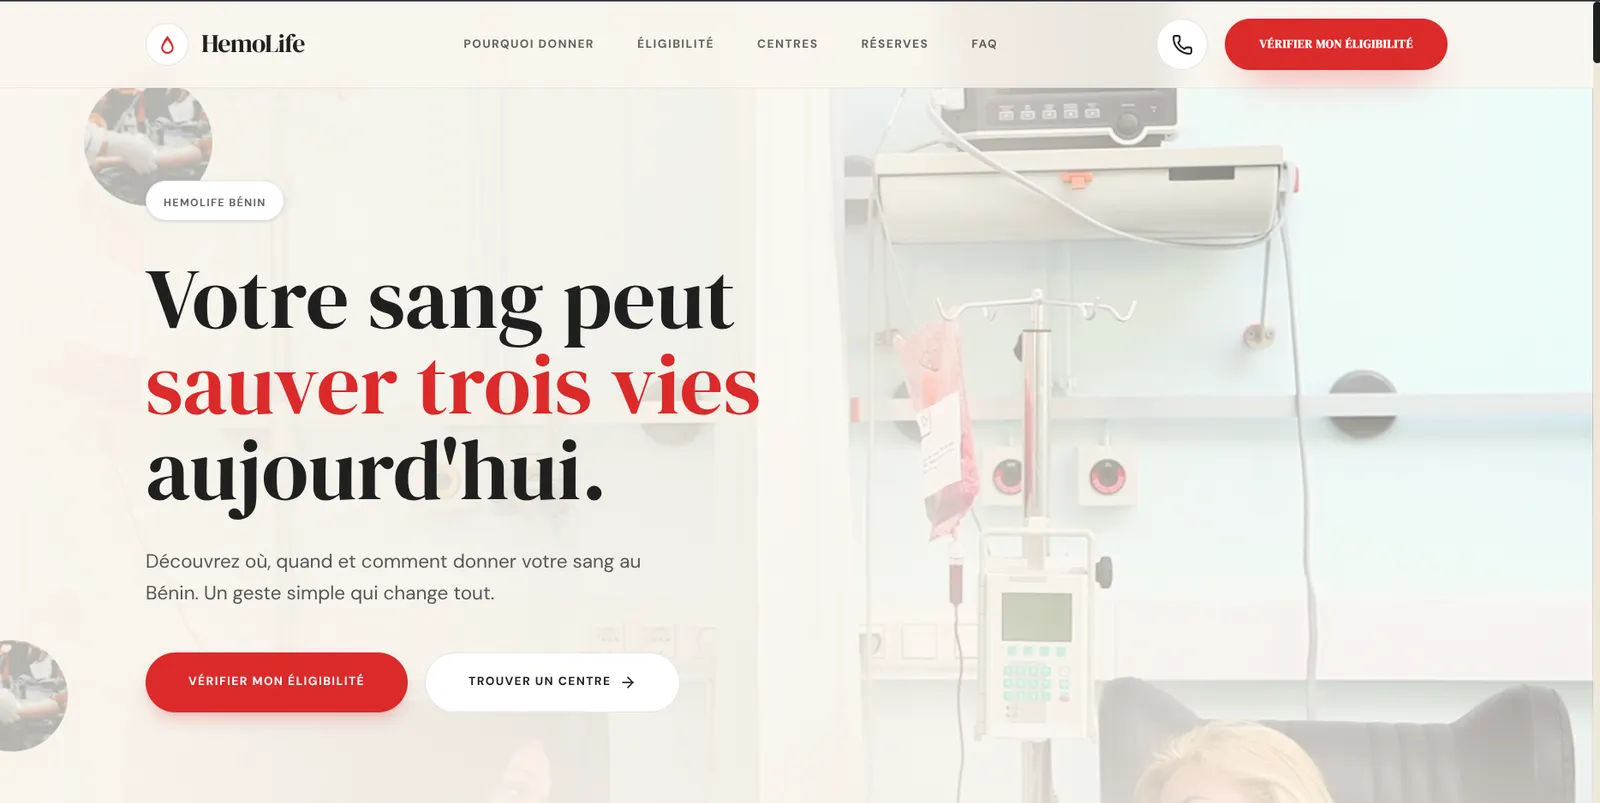 HemoLife
POURQUOI DONNER
ÉLIGIBILITÉ
CENTRES
RÉSERVES
FAQ
VÉRIFIER MON ÉLIGIBILITÉ
HEMOLIFE BÉNIN
Votre sang peut
sauver trois vies
aujourd'hui.
Découvrez où, quand et comment donner votre sang au
Bénin. Un geste simple qui change tout.
VÉRIFIER MON ÉLIGIBILITÉ
TROUVER UN CENTRE →